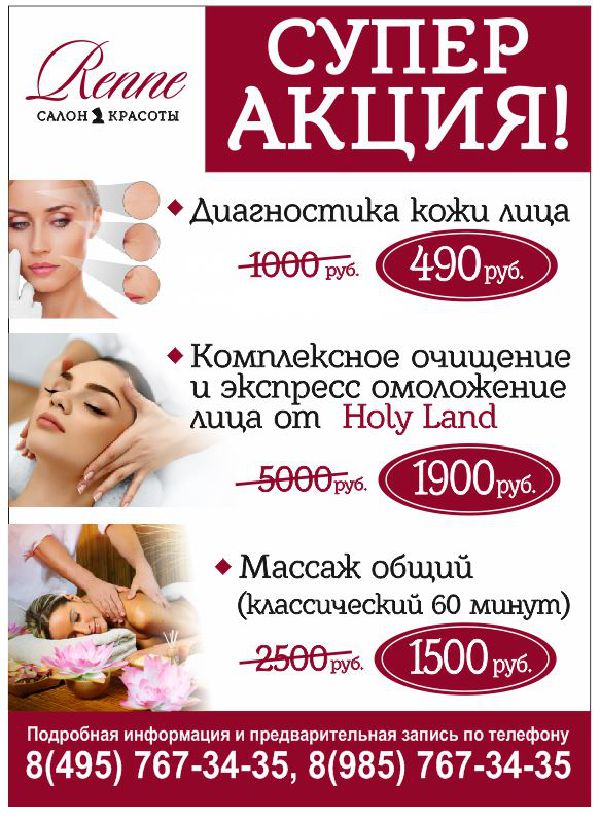 Renne
САЛОН КРАСОТЫ
СУПЕР
АКЦИЯ!
Диагностика кожи лица
1000 руб. 490 руб.
Комплексное очищение
и экспресс омоложение
лица от Holy Land
5000 руб. 1900 руб.
Массаж общий
(классический 60 минут)
2500 руб. 1500 руб.
Подробная информация и предварительная запись по телефону
8(495) 767-34-35, 8(985) 767-34-35